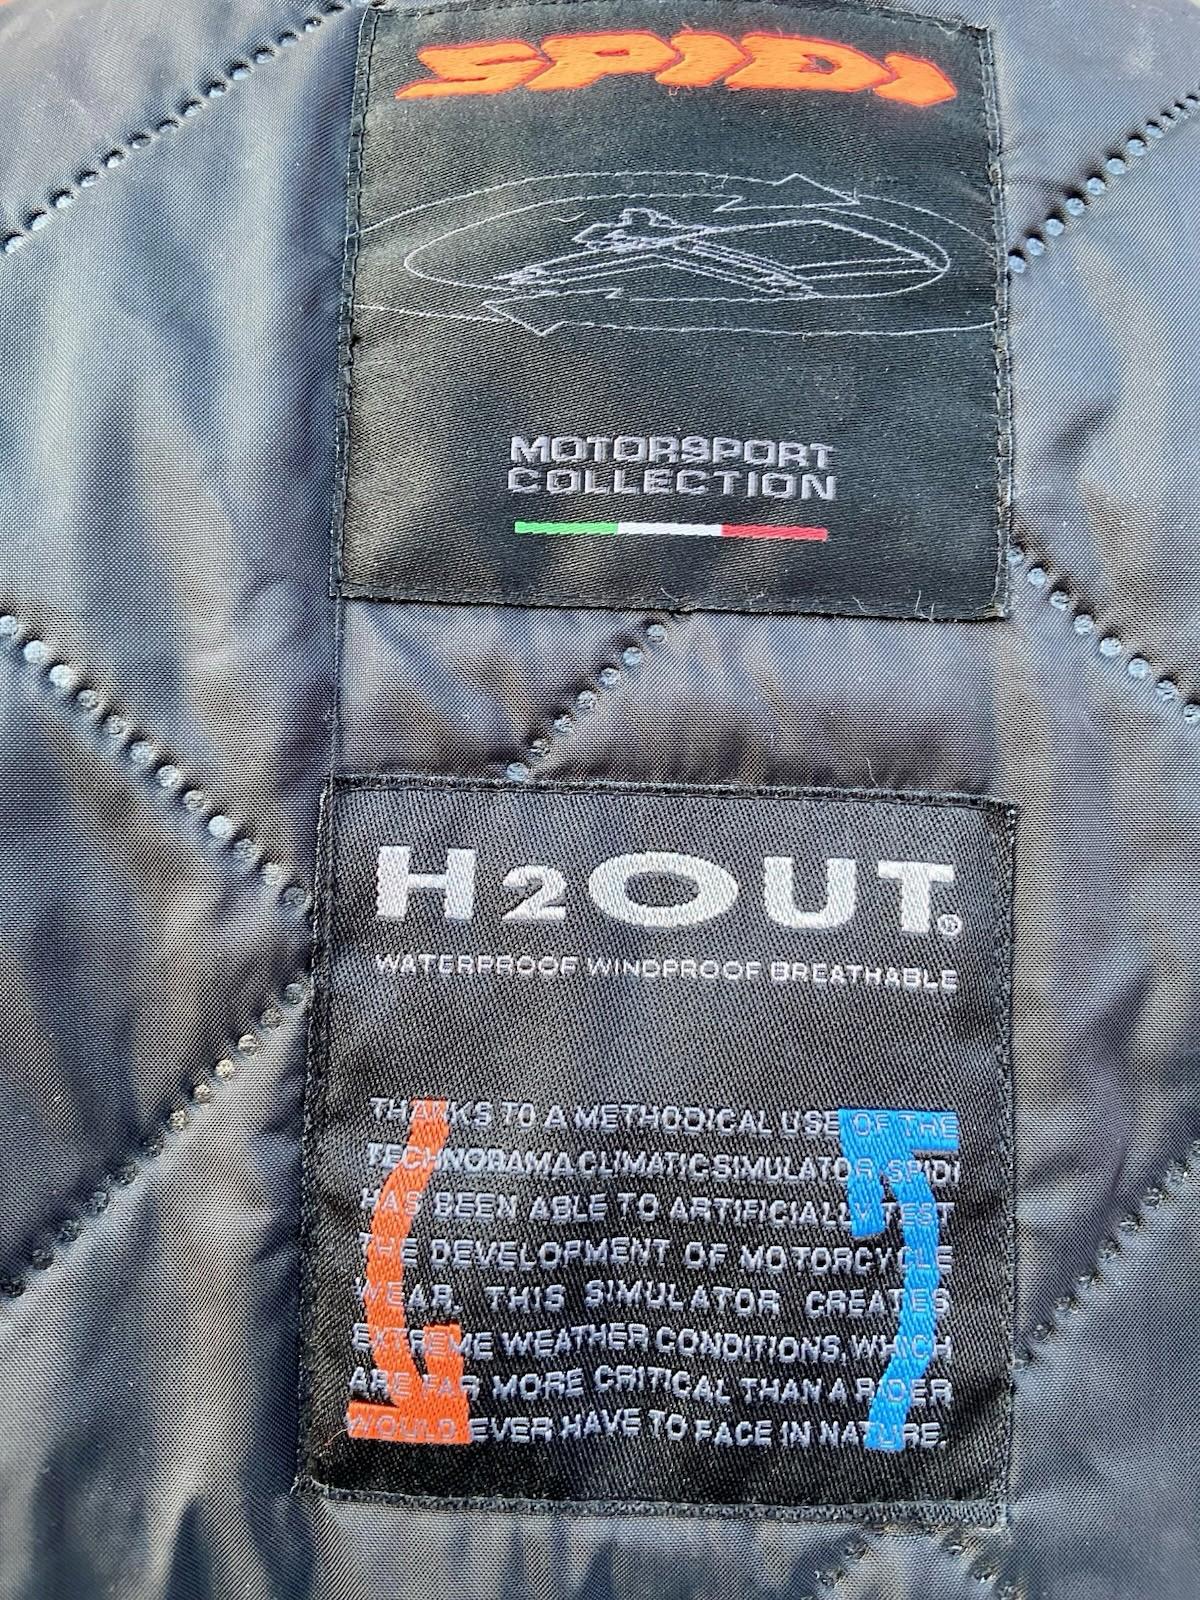 SPIDI
MOTORSPORT
COLLECTION
H2OUT®
WATERPROOF WINDPROOF BREATHABLE
THANKS TO A METHODICAL USE OF THE
TECHNORAMA CLIMATIC SIMULATOR SPIDI
HAS BEEN ABLE TO ARTIFICIALLY TEST
THE DEVELOPMENT OF MOTORCYCLE
WEAR. THIS SIMULATOR CREATES
EXTREME WEATHER CONDITIONS, WHICH
ARE FAR MORE CRITICAL THAN A RIDER
WOULD EVER HAVE TO FACE IN NATURE.